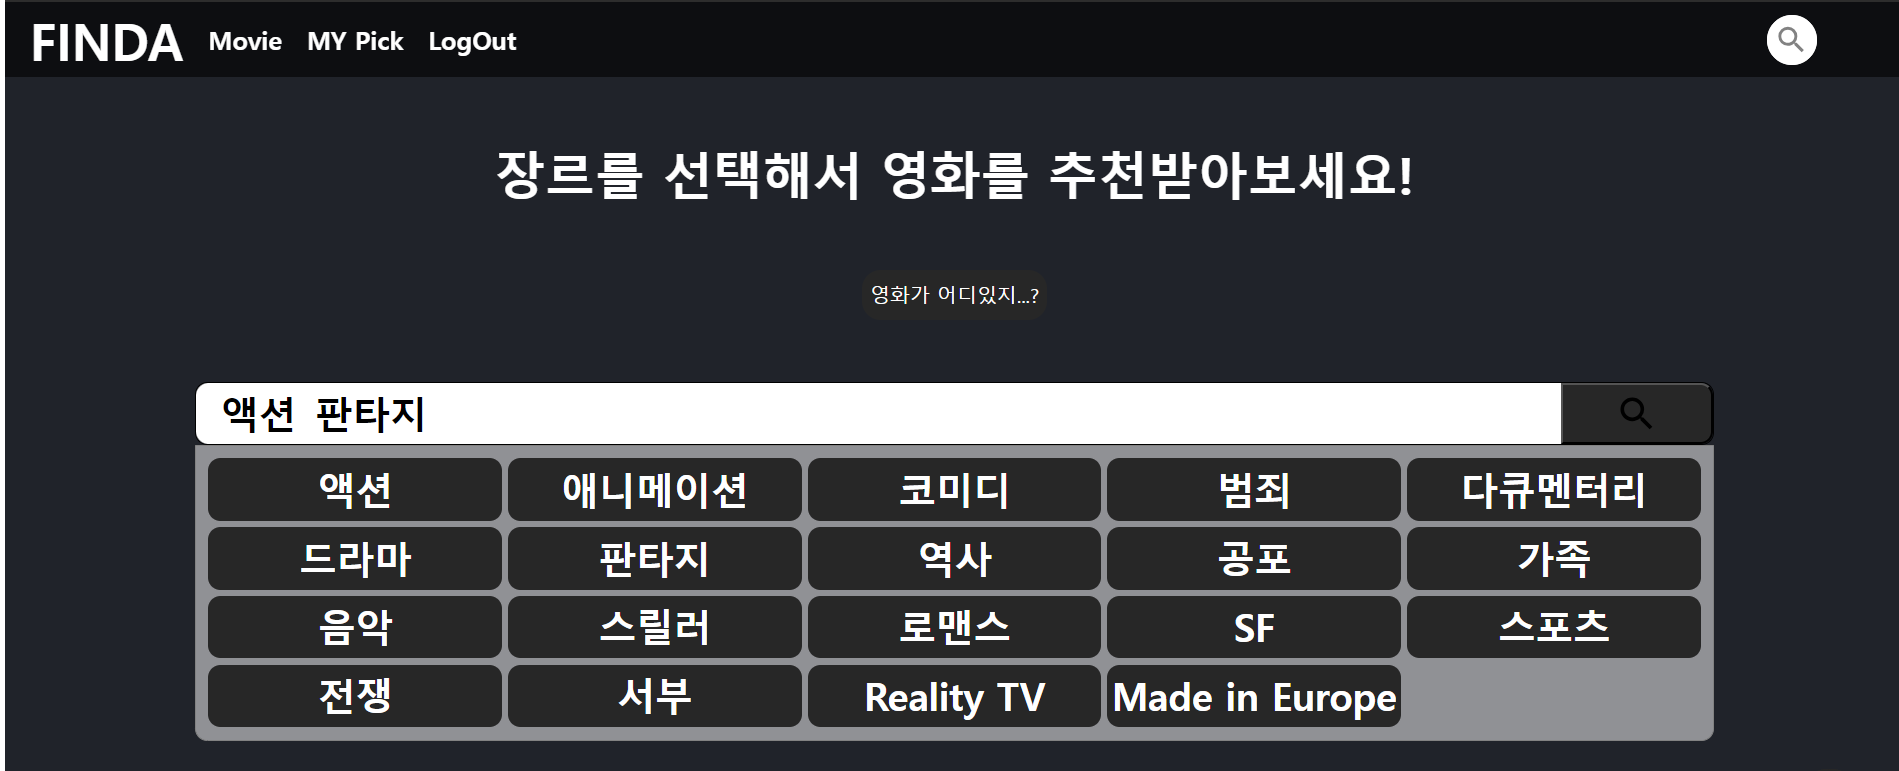 FINDA Movie MY Pick LogOut
장르를 선택해서 영화를 추천받아보세요!
영화가 어디있지...?
액션 판타지
액션 애니메이션 코미디 범죄 다큐멘터리
드라마 판타지 역사 공포 가족
음악 스릴러 로맨스 SF 스포츠
전쟁 서부 Reality TV Made in Europe